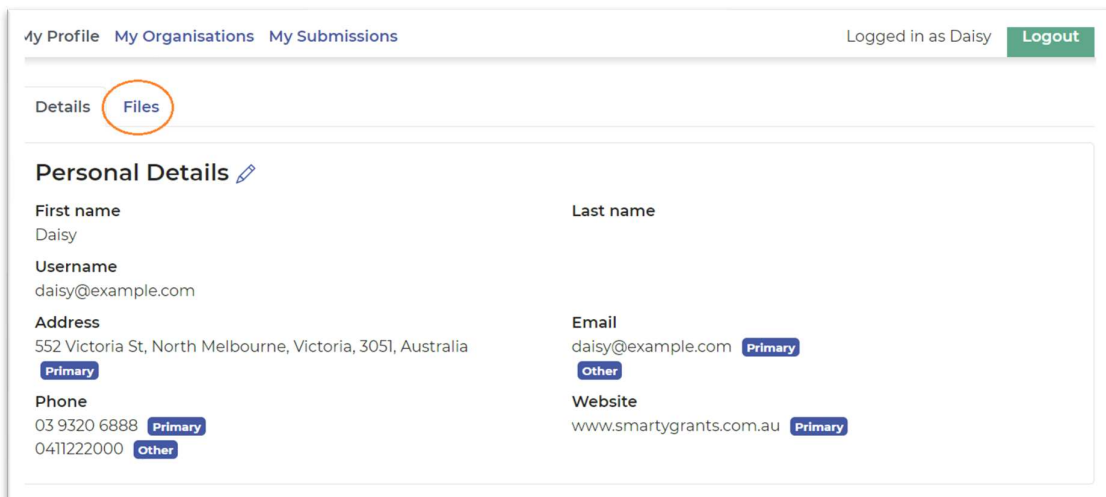 My Profile My Organisations My Submissions Logged in as Daisy Logout
Details Files
Personal Details
First name Last name
Daisy
Username
daisy@example.com
Address Email
552 Victoria St, North Melbourne, Victoria, 3051, Australia daisy@example.com Primary
Primary Other
Phone Website
03 9320 6888 Primary www.smartygrants.com.au Primary
0411222000 Other